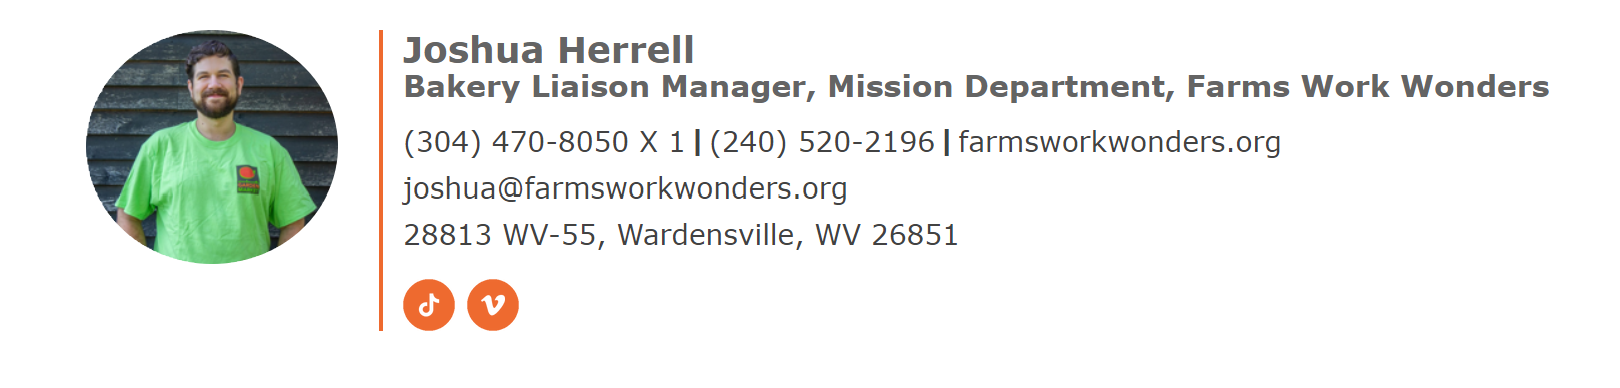 Joshua Herrell
Bakery Liaison Manager, Mission Department, Farms Work Wonders
(304) 470-8050 X 1 | (240) 520-2196 | farmsworkwonders.org
joshua@farmsworkwonders.org
28813 WV-55, Wardensville, WV 26851